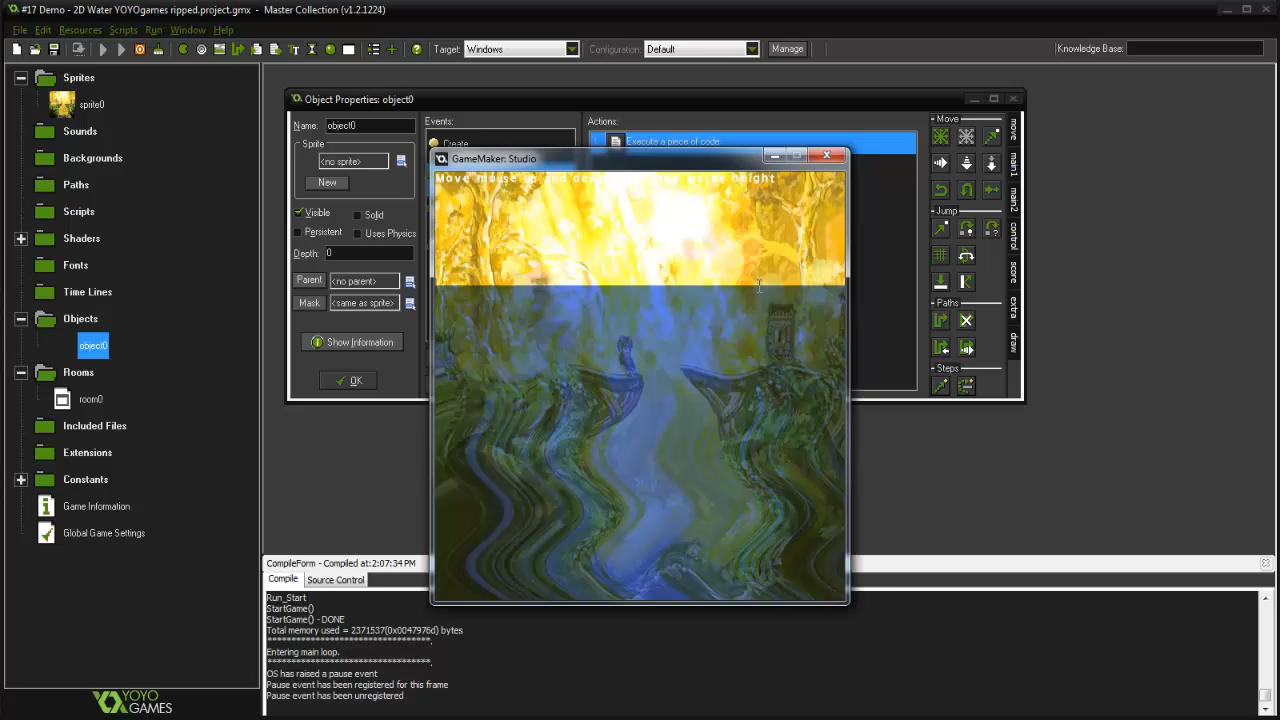 #17 Demo - 2D Water YOYOgames ripped.project.gmx - Master Collection (v1.2.1224)
File Edit Resources Scripts Run Window Help
Target: Windows Configuration: Default Manage Knowledge Base:
Sprites
sprite0
Sounds
Backgrounds
Paths
Scripts
Shaders
Fonts
Time Lines
Objects
object0
Rooms
room0
Included Files
Extensions
Constants
Game Information
Global Game Settings
YOYO
GAMES
Object Properties: object0
Name: object0
Sprite
<no sprite>
New
Visible Solid
Persistent Uses Physics
Depth: 0
Parent <no parent>
Mask <same as sprite>
Show Information
OK
Events:
Create
Actions:
Execute a piece of code
Move
Jump
Paths
Steps
move
main1
main2
control
score
extra
draw
GameMaker: Studio
Move mouse up and water height
CompileForm - Compiled at:2:07:34 PM
Compile Source Control
Run_Start
StartGame()
StartGame() - DONE
Total memory used = 2371537(0x0047976d) bytes
**********************************.
Entering main loop.
**********************************.
OS has raised a pause event
Pause event has been registered for this frame
Pause event has been unregistered